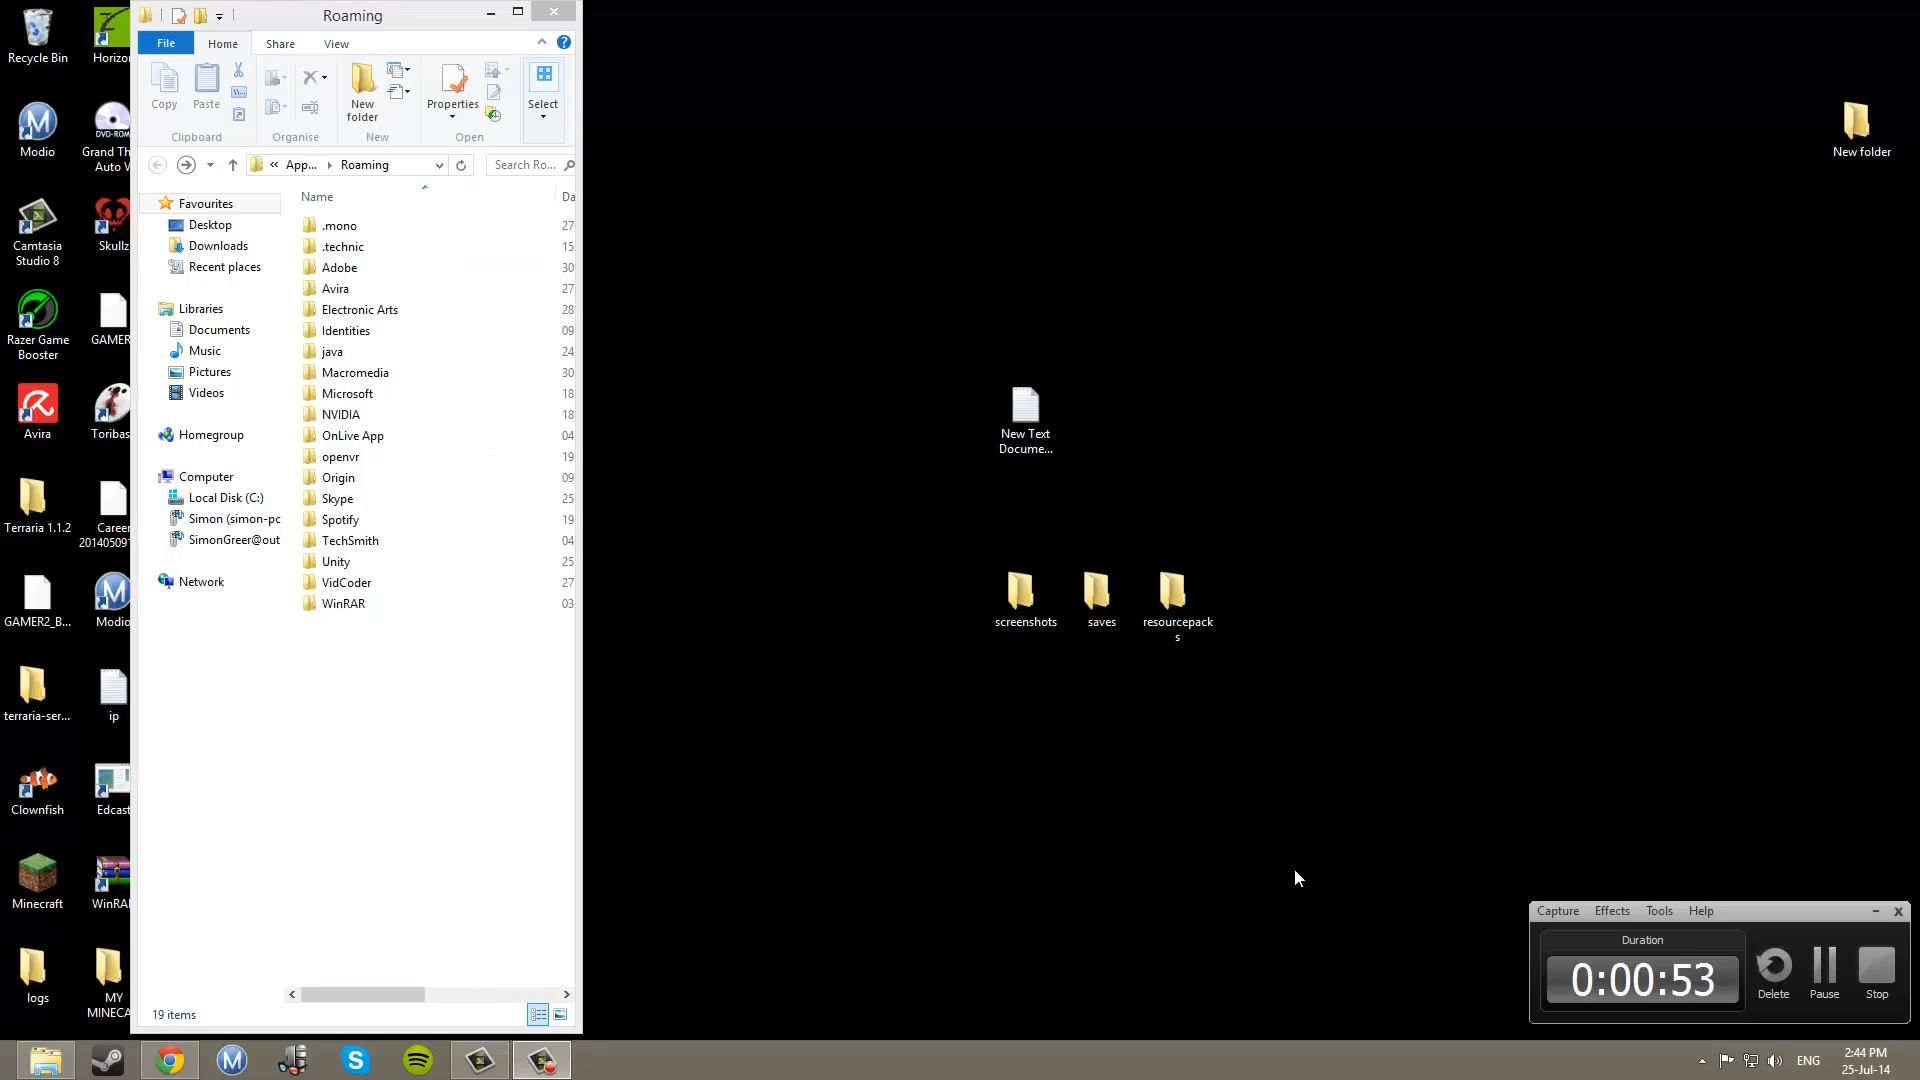 Roaming
File Home Share View
Copy Paste New folder Properties Select
Clipboard Organise New Open
« App... Roaming Search Ro...
Name Da
Favourites
Desktop
Downloads
Recent places
Libraries
Documents
Music
Pictures
Videos
Homegroup
Computer
Local Disk (C:)
Simon (simon-pc
SimonGreer@out
Network
.mono 27
.technic 15
Adobe 30
Avira 27
Electronic Arts 28
Identities 09
java 24
Macromedia 30
Microsoft 18
NVIDIA 18
OnLive App 04
openvr 19
Origin 09
Skype 25
Spotify 19
TechSmith 04
Unity 25
VidCoder 27
WinRAR 03
19 items
Recycle Bin
Horizon
Modio
DVD-ROM
Grand Th
Auto V
Camtasia
Studio 8
Skullz
Razer Game
Booster
GAMER
Avira
Toribas
Terraria 1.1.2
Career
20140509
GAMER2_B...
Modio
terraria-ser...
ip
Clownfish
Edcast
Minecraft
WinRAR
logs
MY
MINECA
New folder
New Text
Docume...
screenshots
saves
resourcepack
s
Capture Effects Tools Help
Duration
0:00:53
Delete Pause Stop
ENG
2:44 PM
25-Jul-14